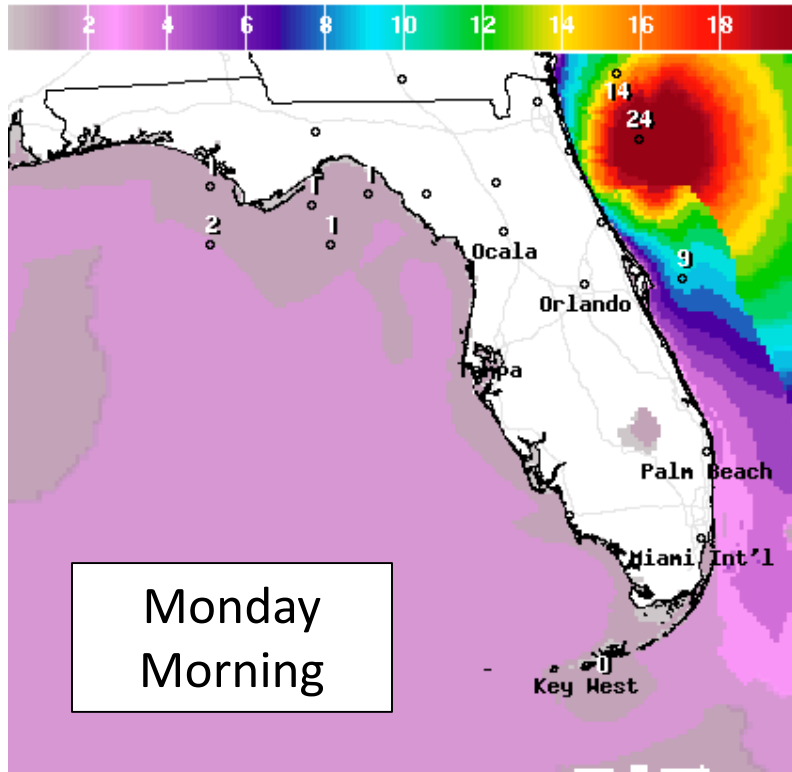 2 4 6 8 10 12 14 16 18
14
24
1
1 1
2 1
9
Ocala
Orlando
Tampa
Palm Beach
Miami Int'l
Monday
Morning
0
Key West